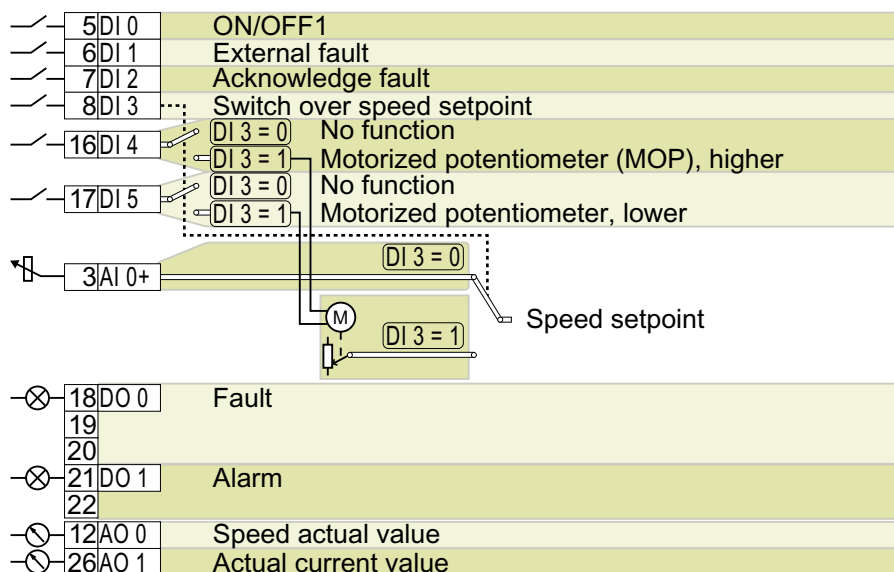 5 DI 0 ON/OFF1
6 DI 1 External fault
7 DI 2 Acknowledge fault
8 DI 3 Switch over speed setpoint
16 DI 4 DI 3 = 0 No function
DI 3 = 1 Motorized potentiometer (MOP), higher
17 DI 5 DI 3 = 0 No function
DI 3 = 1 Motorized potentiometer, lower
3 AI 0+ DI 3 = 0
M Speed setpoint
DI 3 = 1
18 DO 0 Fault
19
20
21 DO 1 Alarm
22
12 AO 0 Speed actual value
26 AO 1 Actual current value